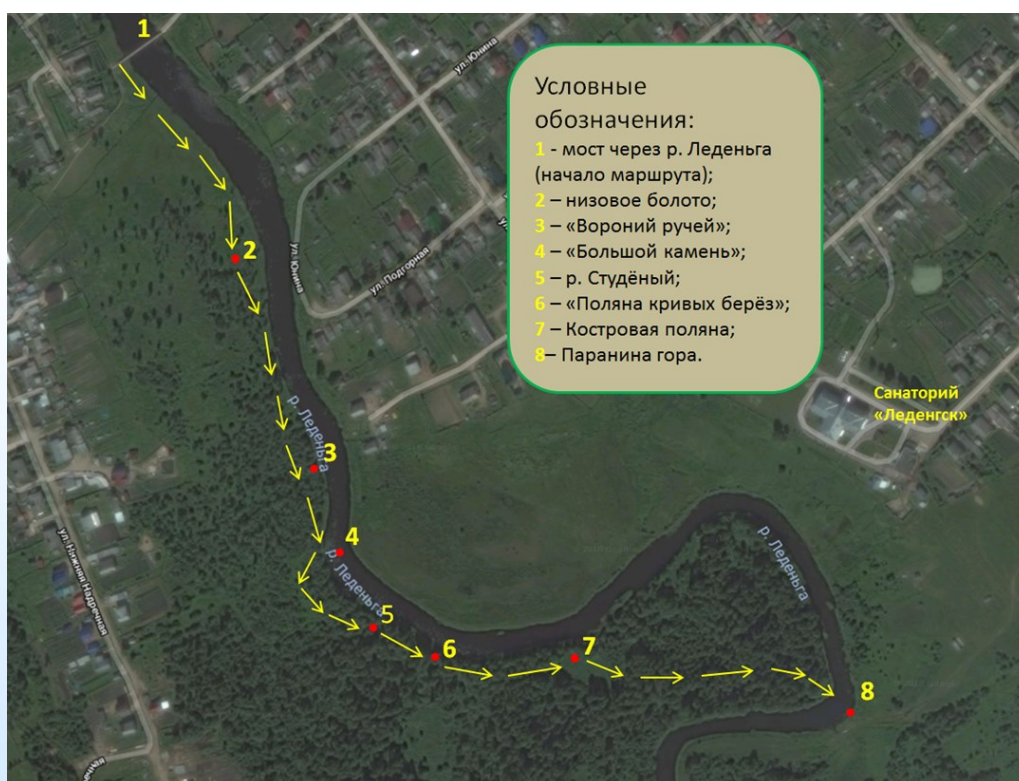 1
ул. Юнина
Условные
обозначения:
1 - мост через р. Леденьга
(начало маршрута);
2 – низовое болото;
3 – «Вороний ручей»;
4 – «Большой камень»;
5 – р. Студёный;
6 – «Поляна кривых берёз»;
7 – Костровая поляна;
8– Паранина гора.
2
ул. Юнина
ул. Подгорная
Санаторий
«Леденгск»
р. Леденьга
3
4
р. Леденьга
р. Леденьга
ул. Нижняя Надречная
5
6
7
8